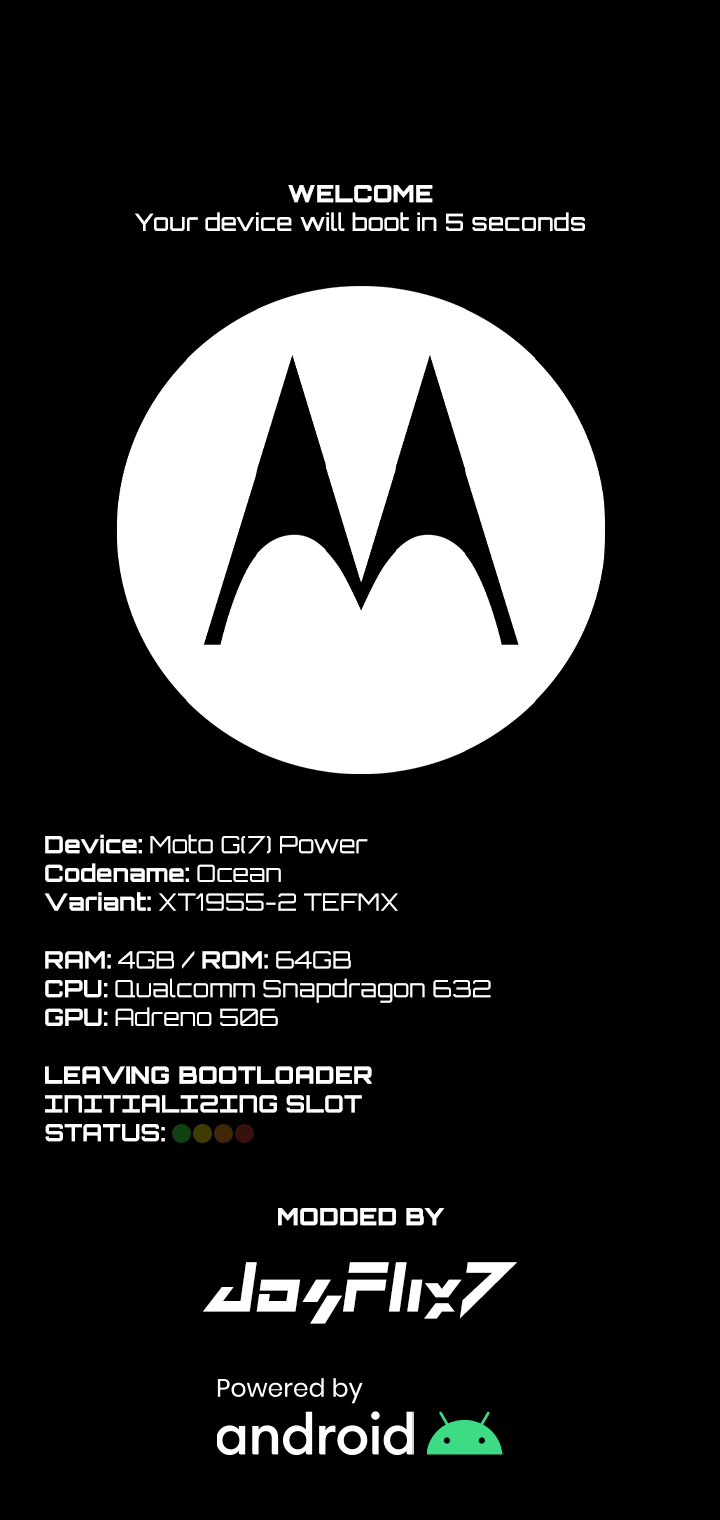 WELCOME
Your device will boot in 5 seconds
Device: Moto G(7) Power
Codename: Ocean
Variant: XT1955-2 TEFMX
RAM: 4GB / ROM: 64GB
CPU: Qualcomm Snapdragon 632
GPU: Adreno 506
LEAVING BOOTLOADER
INITIALIZING SLOT
STATUS:
MODDED BY
JasFlix7
Powered by
android